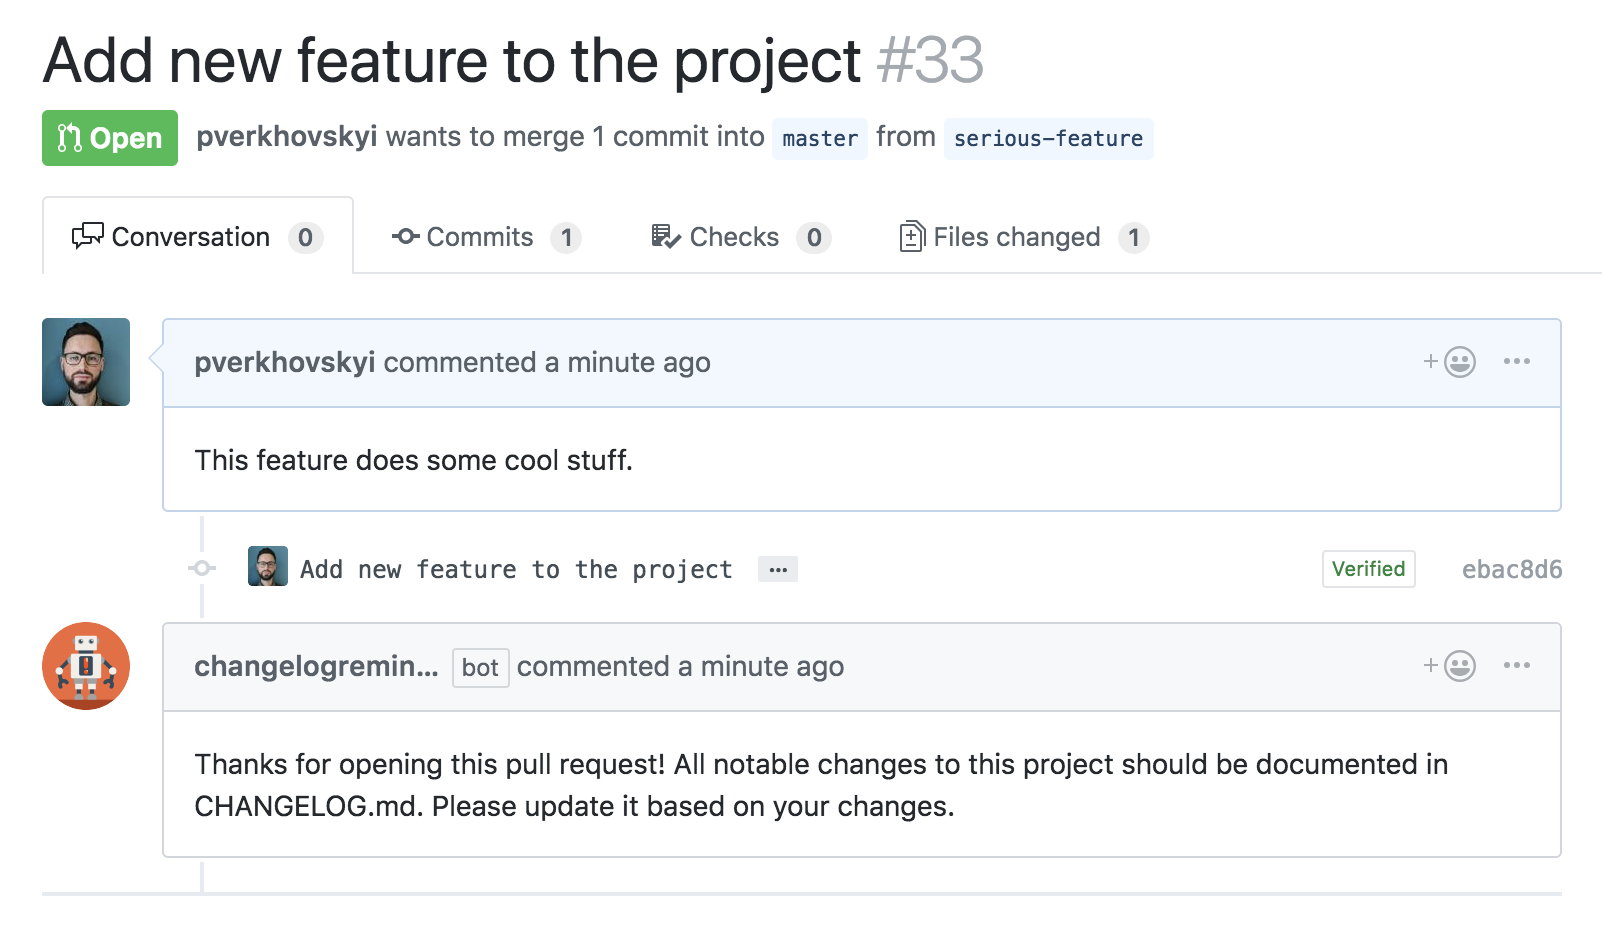 Add new feature to the project #33
Open pverkhovskyi wants to merge 1 commit into master from serious-feature
Conversation 0 Commits 1 Checks 0 Files changed 1
pverkhovskyi commented a minute ago
This feature does some cool stuff.
Add new feature to the project ... Verified ebac8d6
changelogremin... bot commented a minute ago
Thanks for opening this pull request! All notable changes to this project should be documented in
CHANGELOG.md. Please update it based on your changes.